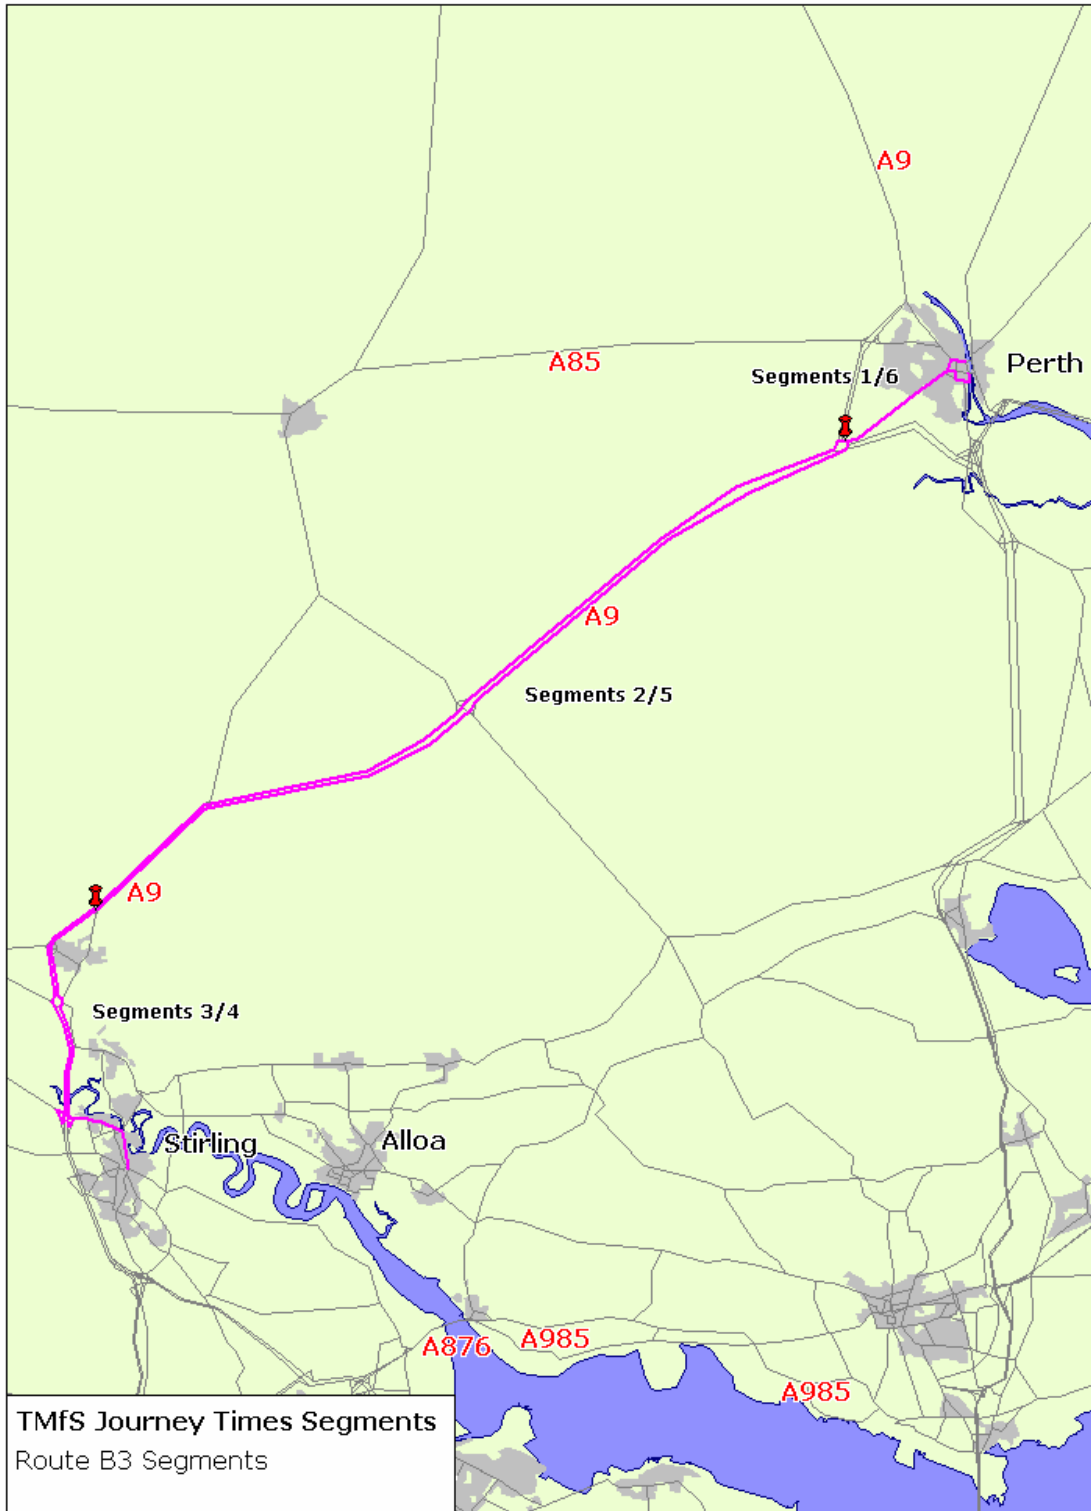 A9
A85
Perth
Segments 1/6
A9
Segments 2/5
A9
Segments 3/4
Stirling
Alloa
A876
A985
A985
TMfS Journey Times Segments
Route B3 Segments